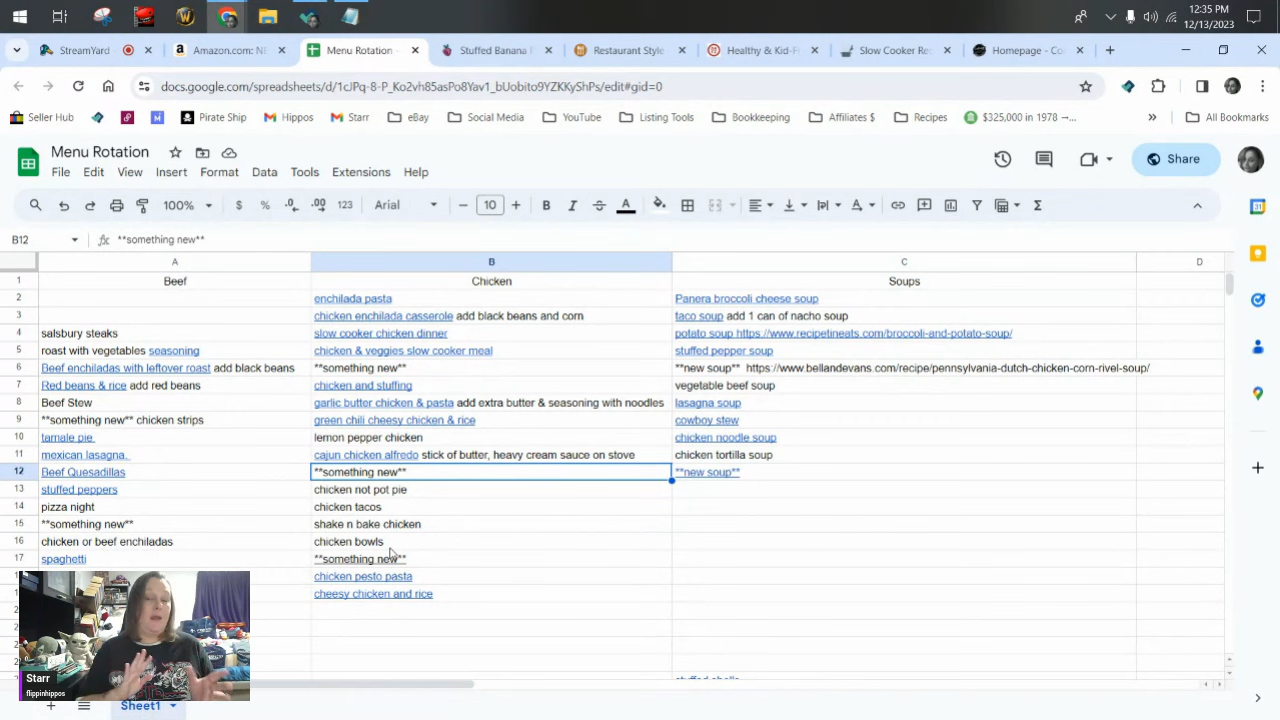 12:35 PM
12/13/2023
StreamYard
Amazon.com: NE
Menu Rotation -
Stuffed Banana P
Restaurant Style
Healthy & Kid-Fr
Slow Cooker Rec
Homepage - Co
docs.google.com/spreadsheets/d/1cJPq-8-P_Ko2vh85asPo8Yav1_bUobito9YZKKyShPs/edit#gid=0
Seller Hub
Pirate Ship
Hippos
Starr
eBay
Social Media
YouTube
Listing Tools
Bookkeeping
Affiliates $
Recipes
$325,000 in 1978 →...
All Bookmarks
Menu Rotation
File Edit View Insert Format Data Tools Extensions Help
Share
100% $ % .0 .00 123 Arial 10 B I A
B12 fx **something new**
A B C D
1 Beef Chicken Soups
2 enchilada pasta Panera broccoli cheese soup
3 chicken enchilada casserole add black beans and corn taco soup add 1 can of nacho soup
4 salsbury steaks slow cooker chicken dinner potato soup https://www.recipetineats.com/broccoli-and-potato-soup/
5 roast with vegetables seasoning chicken & veggies slow cooker meal stuffed pepper soup
6 Beef enchiladas with leftover roast add black beans **something new** **new soup** https://www.bellandevans.com/recipe/pennsylvania-dutch-chicken-corn-rivel-soup/
7 Red beans & rice add red beans chicken and stuffing vegetable beef soup
8 Beef Stew garlic butter chicken & pasta add extra butter & seasoning with noodles lasagna soup
9 **something new** chicken strips green chili cheesy chicken & rice cowboy stew
10 tamale pie lemon pepper chicken chicken noodle soup
11 mexican lasagna. cajun chicken alfredo stick of butter, heavy cream sauce on stove chicken tortilla soup
12 Beef Quesadillas **something new** **new soup**
13 stuffed peppers chicken not pot pie
14 pizza night chicken tacos
15 **something new** shake n bake chicken
16 chicken or beef enchiladas chicken bowls
17 spaghetti **something new**
chicken pesto pasta
cheesy chicken and rice
Starr
flippinhippos
Sheet1